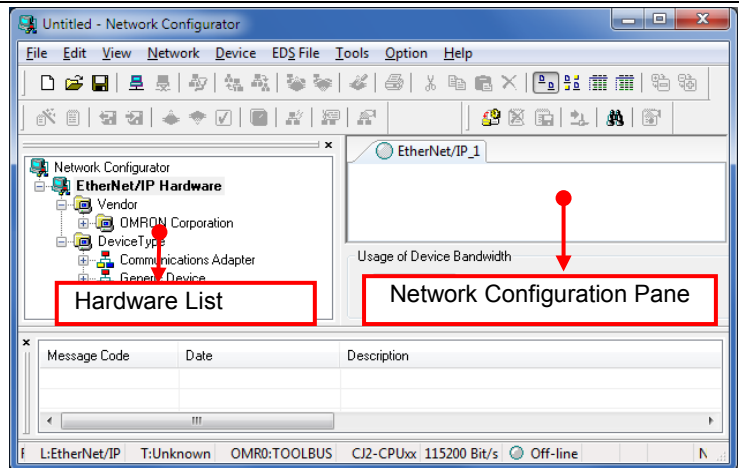 Untitled - Network Configurator
File Edit View Network Device EDS File Tools Option Help
EtherNet/IP_1
Network Configurator
EtherNet/IP Hardware
Vendor
OMRON Corporation
DeviceType
Communications Adapter
Generic Device
Usage of Device Bandwidth
Hardware List
Network Configuration Pane
Message Code Date Description
L:EtherNet/IP T:Unknown OMR0:TOOLBUS CJ2-CPUxx 115200 Bit/s Off-line